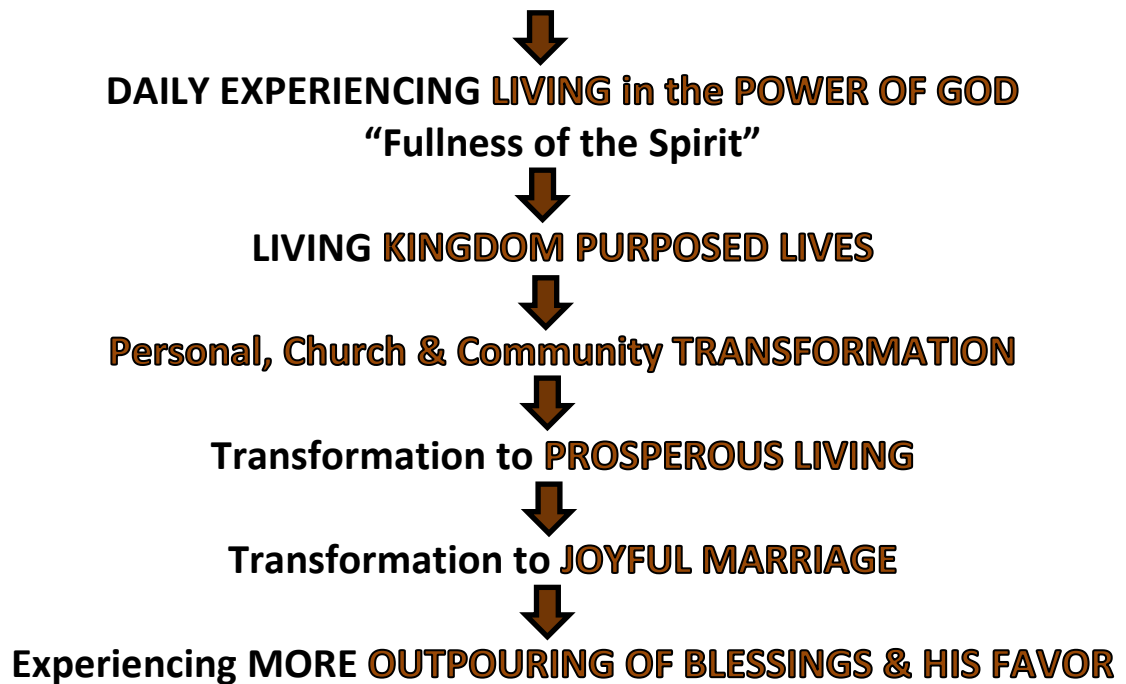 DAILY EXPERIENCING LIVING in the POWER OF GOD
“Fullness of the Spirit”
LIVING KINGDOM PURPOSED LIVES
Personal, Church & Community TRANSFORMATION
Transformation to PROSPEROUS LIVING
Transformation to JOYFUL MARRIAGE
Experiencing MORE OUTPOURING OF BLESSINGS & HIS FAVOR